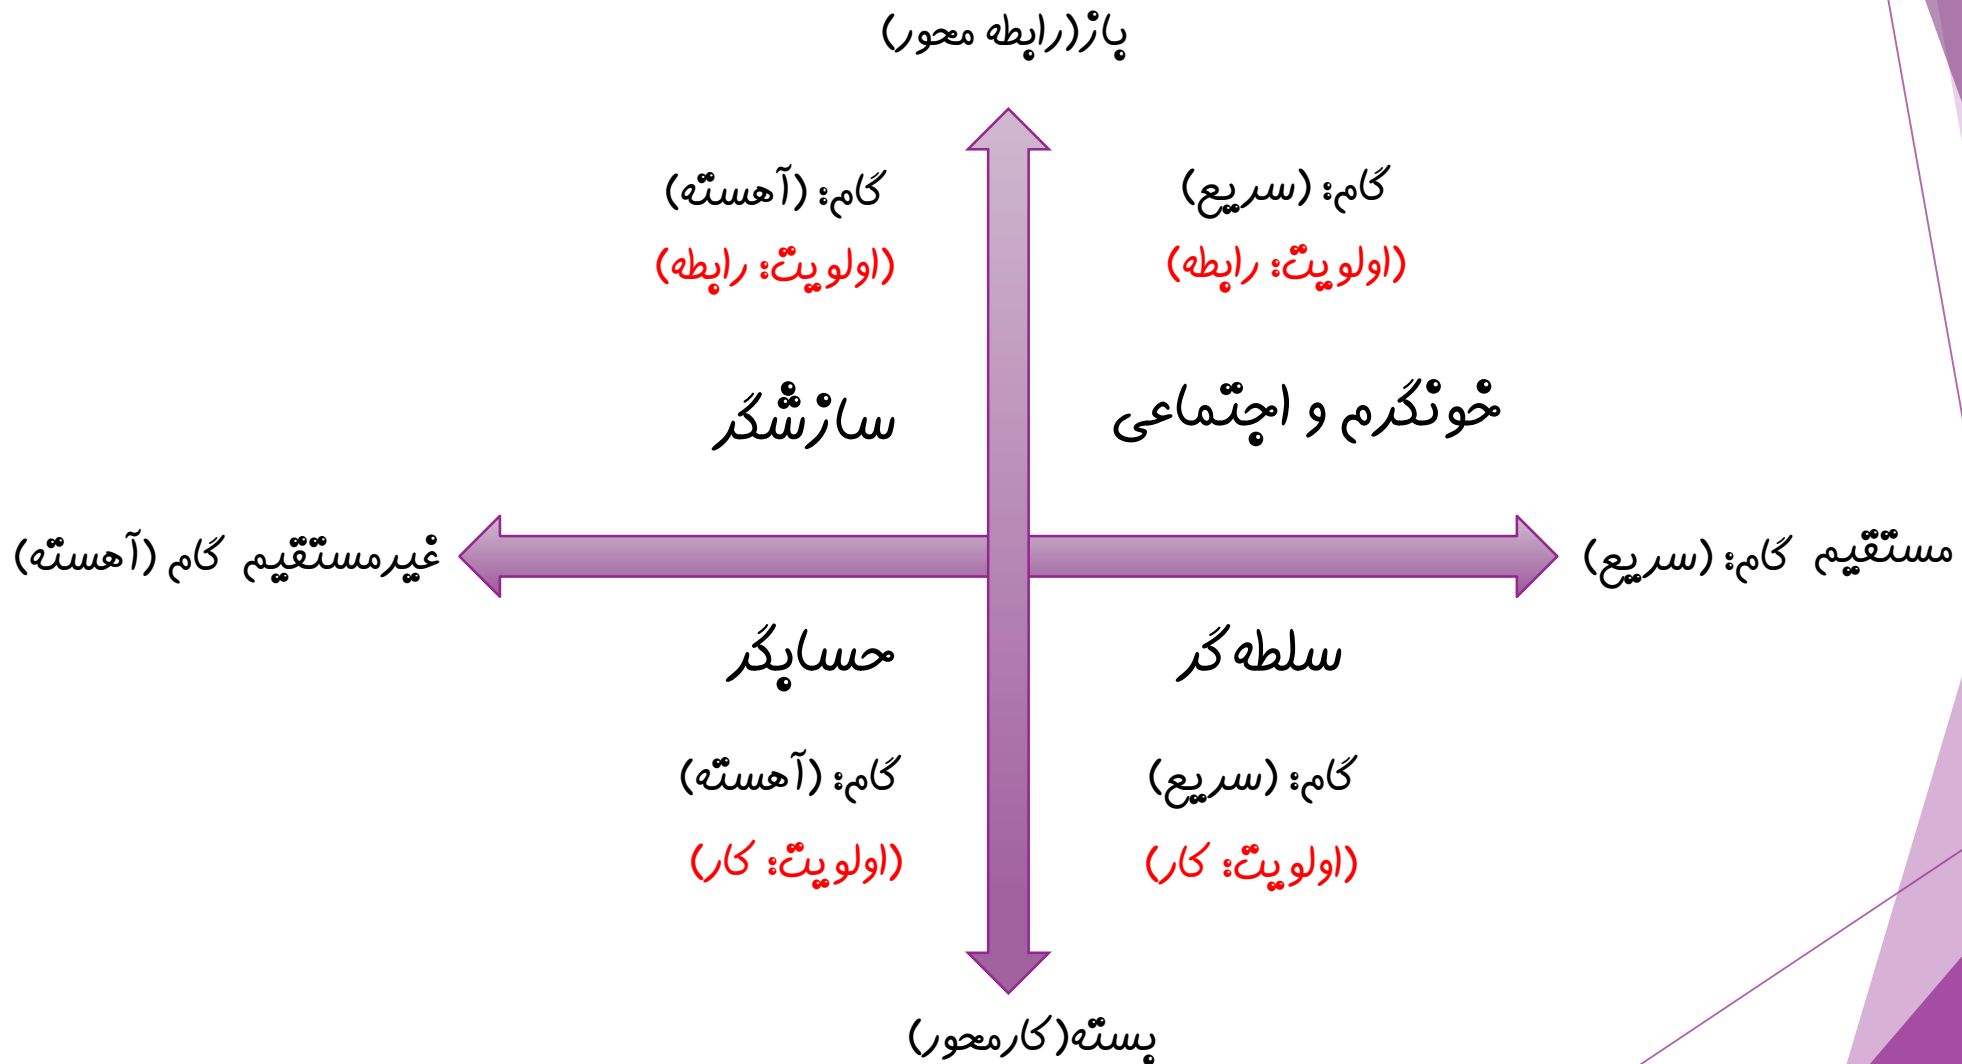 باز(رابطه محور)
گام: (سریع)
(اولویت: رابطه)
خونگرم و اجتماعی
گام: (آهسته)
(اولویت: رابطه)
سازشگر
مستقیم گام: (سریع)
غیرمستقیم گام (آهسته)
سلطه گر
گام: (سریع)
(اولویت: کار)
حسابگر
گام: (آهسته)
(اولویت: کار)
بسته(کارمحور)